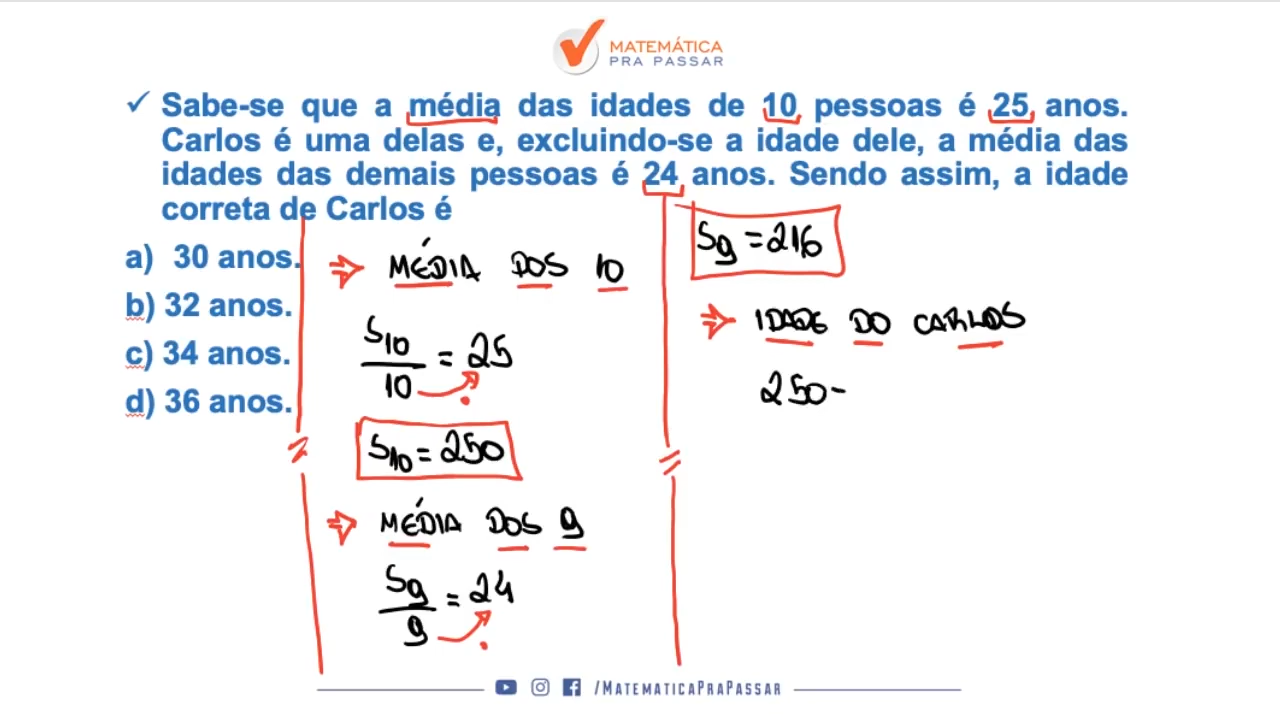 MATEMÁTICA
PRA PASSAR
✓ Sabe-se que a média das idades de 10 pessoas é 25 anos.
Carlos é uma delas e, excluindo-se a idade dele, a média das
idades das demais pessoas é 24 anos. Sendo assim, a idade
correta de Carlos é
a) 30 anos.
b) 32 anos.
c) 34 anos.
d) 36 anos.
⇒ MÉDIA DOS 10
S10/10 = 25
S10 = 250
⇒ MÉDIA DOS 9
S9/9 = 24
S9 = 216
⇒ IDADE DO CARLOS
250-
/MATEMATICAPRAPASSAR